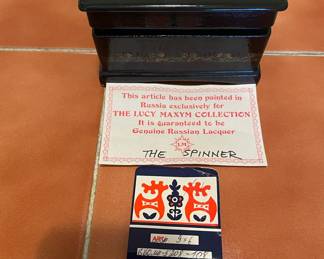 This article has been painted in
Russia exclusively for
THE LUCY MAXYM COLLECTION
It is guaranteed to be
Genuine Russian Lacquer
LM
THE SPINNER